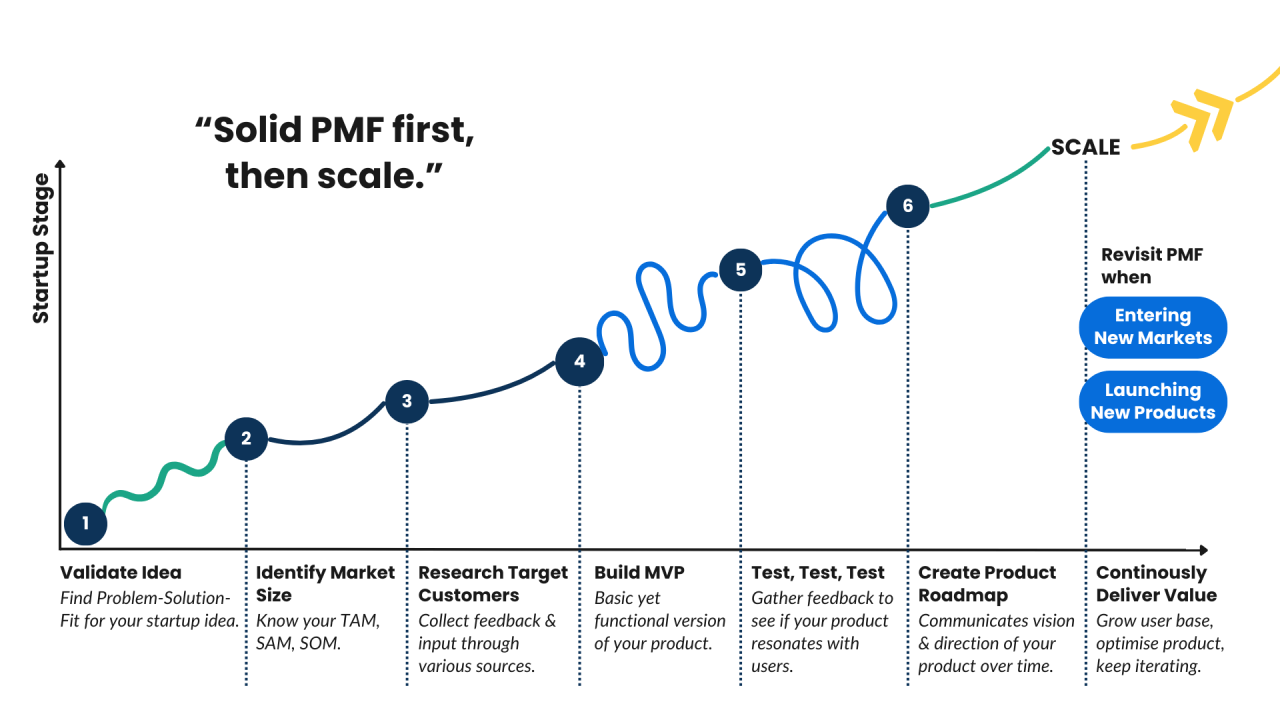 “Solid PMF first,
then scale.”
Startup Stage
1
2
3
4
5
6
SCALE
Revisit PMF
when
Entering
New Markets
Launching
New Products
Validate Idea
Find Problem-Solution-
Fit for your startup idea.
Identify Market
Size
Know your TAM,
SAM, SOM.
Research Target
Customers
Collect feedback &
input through
various sources.
Build MVP
Basic yet
functional version
of your product.
Test, Test, Test
Gather feedback to
see if your product
resonates with
users.
Create Product
Roadmap
Communicates vision
& direction of your
product over time.
Continously
Deliver Value
Grow user base,
optimise product,
keep iterating.